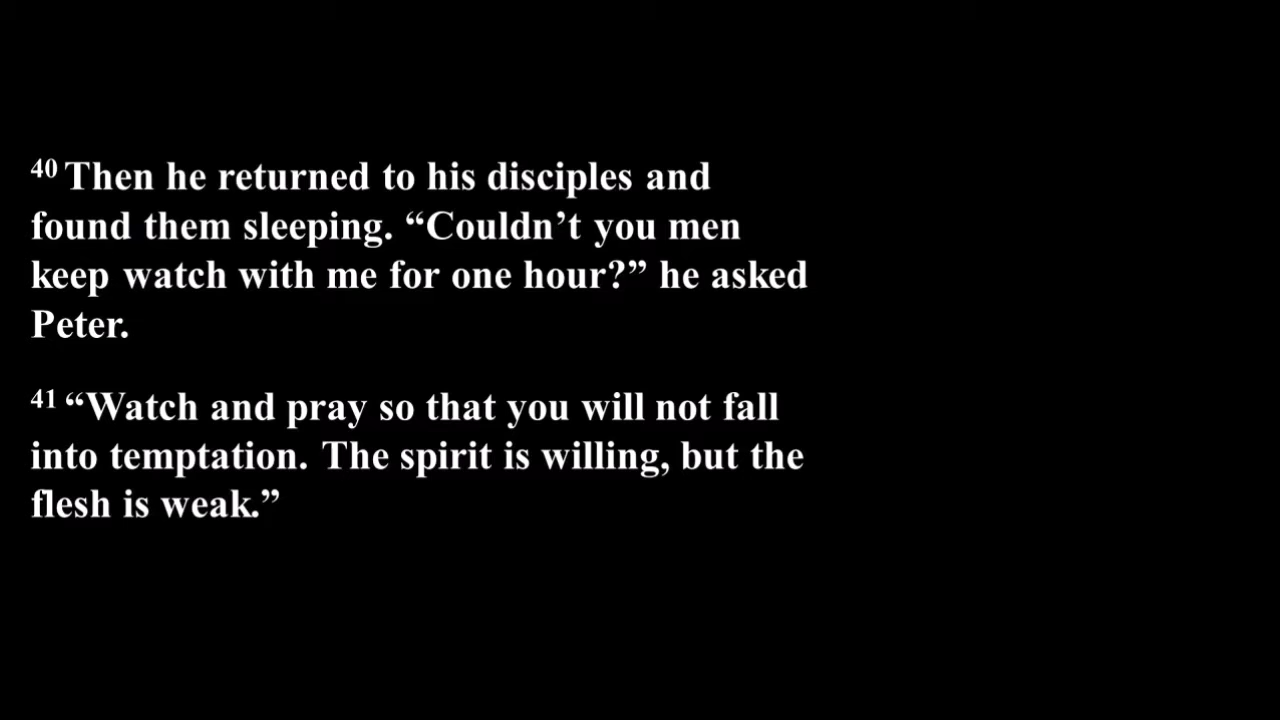 40 Then he returned to his disciples and
found them sleeping. “Couldn’t you men
keep watch with me for one hour?” he asked
Peter.
41 “Watch and pray so that you will not fall
into temptation. The spirit is willing, but the
flesh is weak.”